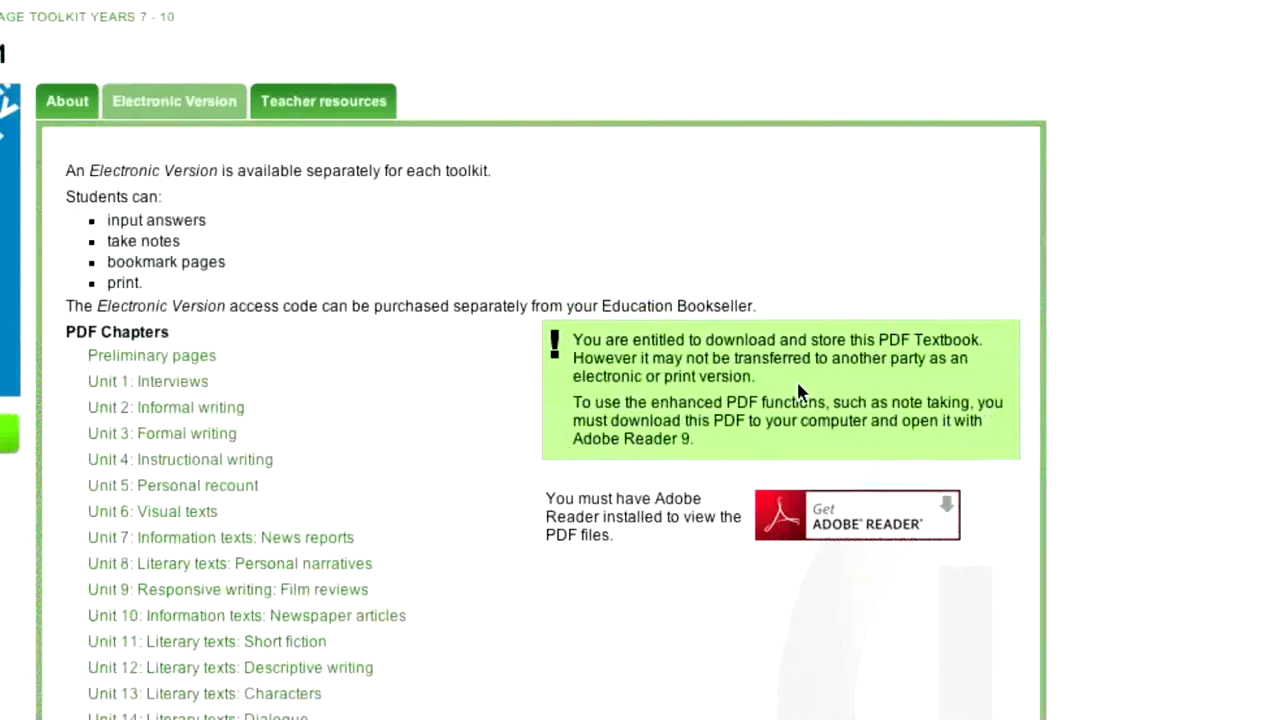 AGE TOOLKIT YEARS 7 - 10
About
Electronic Version
Teacher resources
An Electronic Version is available separately for each toolkit.
Students can:
input answers
take notes
bookmark pages
print.
The Electronic Version access code can be purchased separately from your Education Bookseller.
PDF Chapters
Preliminary pages
Unit 1: Interviews
Unit 2: Informal writing
Unit 3: Formal writing
Unit 4: Instructional writing
Unit 5: Personal recount
Unit 6: Visual texts
Unit 7: Information texts: News reports
Unit 8: Literary texts: Personal narratives
Unit 9: Responsive writing: Film reviews
Unit 10: Information texts: Newspaper articles
Unit 11: Literary texts: Short fiction
Unit 12: Literary texts: Descriptive writing
Unit 13: Literary texts: Characters
Unit 14: Literary texts: Dialogue
! You are entitled to download and store this PDF Textbook.
However it may not be transferred to another party as an
electronic or print version.
To use the enhanced PDF functions, such as note taking, you
must download this PDF to your computer and open it with
Adobe Reader 9.
You must have Adobe
Reader installed to view the
PDF files.
Get
ADOBE® READER®